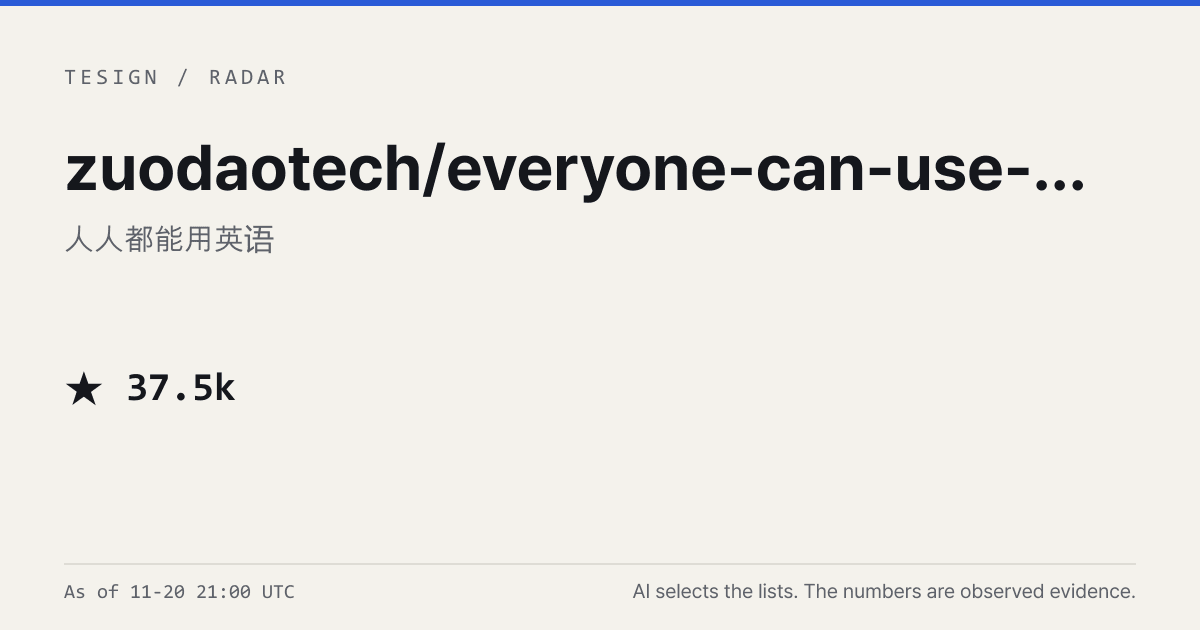 TESIGN / RADAR
zuodaotech/everyone-can-use-...
人人都能用英语
★ 37.5k
As of 11-20 21:00 UTC
AI selects the lists. The numbers are observed evidence.